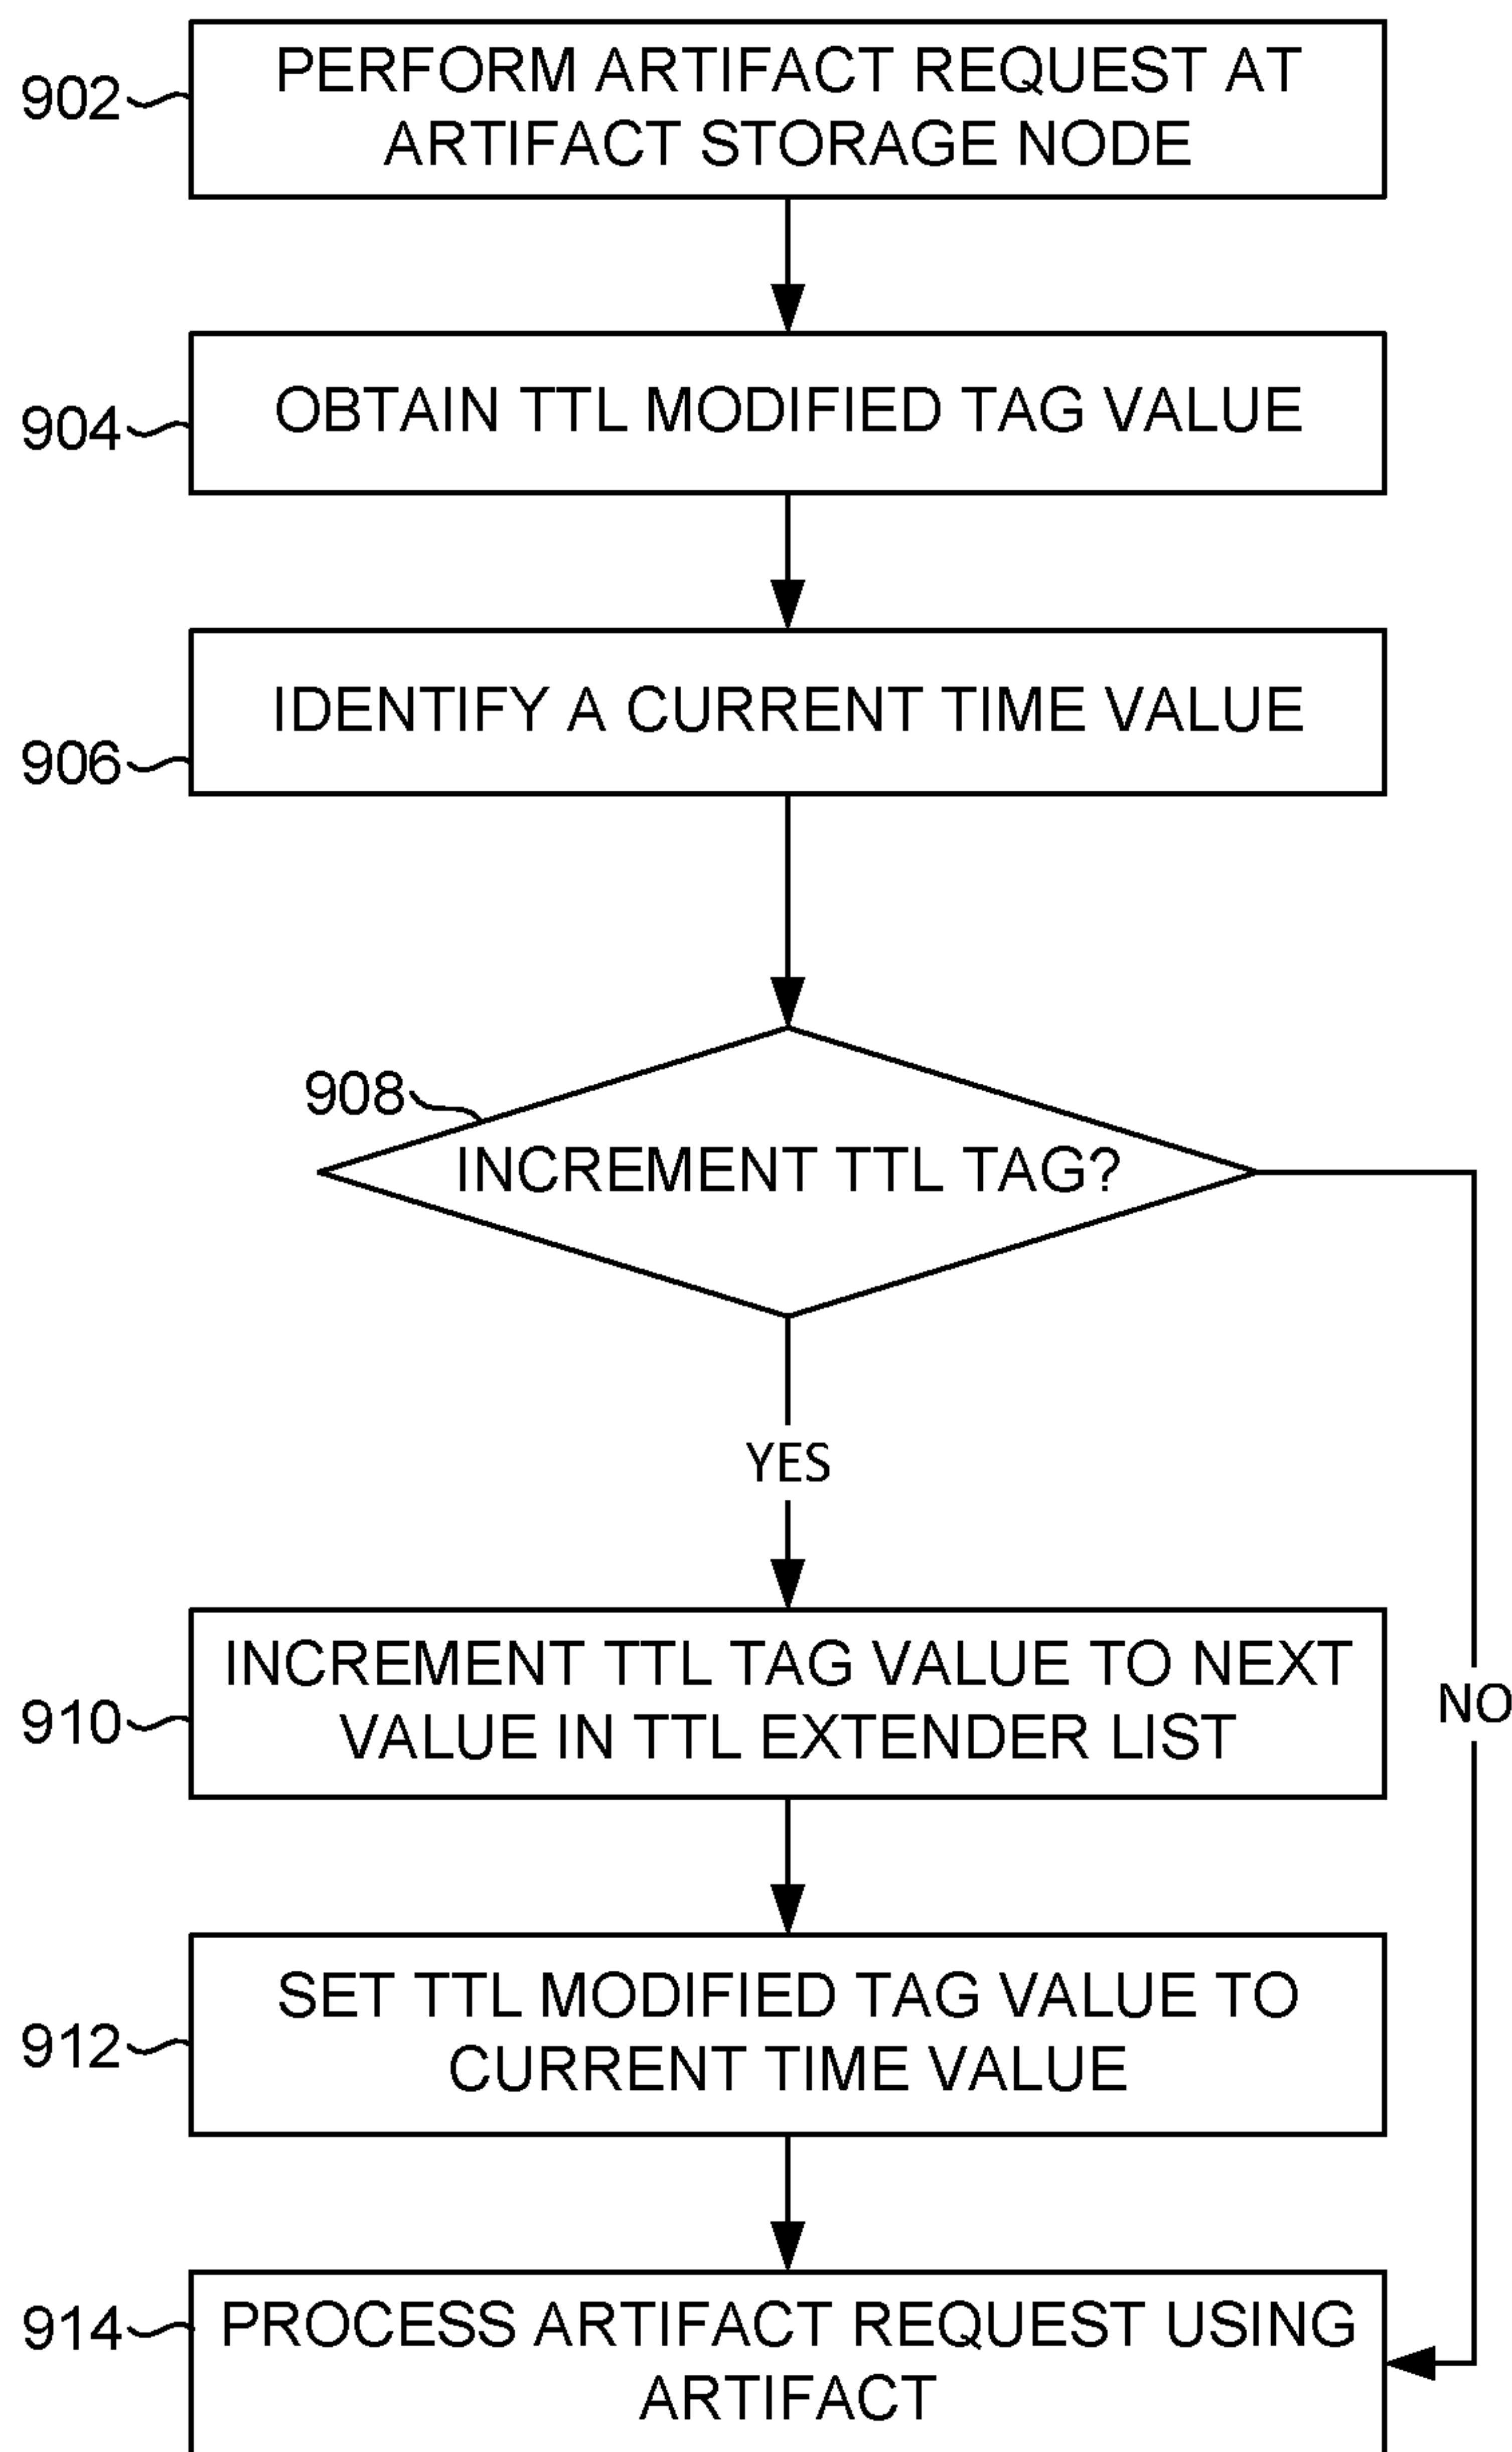 902
PERFORM ARTIFACT REQUEST AT
ARTIFACT STORAGE NODE
904
OBTAIN TTL MODIFIED TAG VALUE
IDENTIFY A CURRENT TIME VALUE
906
908
INCREMENT TTL TAG?
YES
INCREMENT TTL TAG VALUE TO NEXT
VALUE IN TTL EXTENDER LIST
910
NO
SET TTL MODIFIED TAG VALUE TO
CURRENT TIME VALUE
912
914
PROCESS ARTIFACT REQUEST USING
ARTIFACT